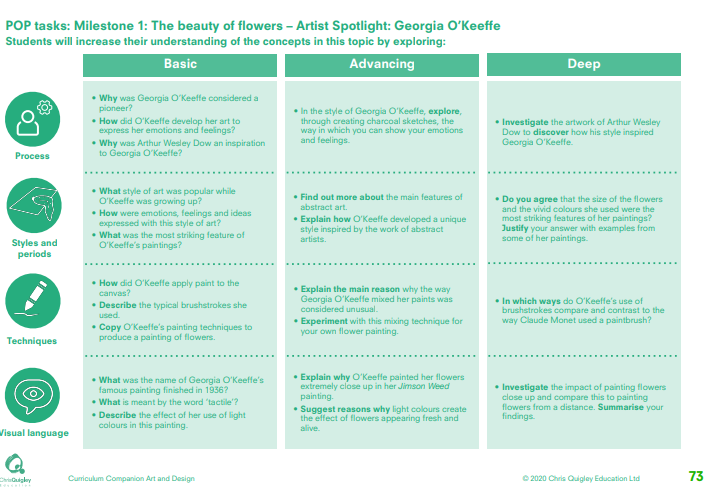 POP tasks: Milestone 1: The beauty of flowers – Artist Spotlight: Georgia O'Keeffe
Students will increase their understanding of the concepts in this topic by exploring:
Basic
Advancing
Deep
Process
• Why was Georgia O'Keeffe considered a
pioneer?
• How did O'Keeffe develop her art to
express her emotions and feelings?
• Why was Arthur Wesley Dow an inspiration
to Georgia O'Keeffe?
• In the style of Georgia O'Keeffe, explore,
through creating charcoal sketches, the
way in which you can show your emotions
and feelings.
• Investigate the artwork of Arthur Wesley
Dow to discover how his style inspired
Georgia O'Keeffe.
Styles and
periods
• What style of art was popular while
O'Keeffe was growing up?
• How were emotions, feelings and ideas
expressed with this style of art?
• What was the most striking feature of
O'Keeffe's paintings?
• Find out more about the main features of
abstract art.
• Explain how O'Keeffe developed a unique
style inspired by the work of abstract
artists.
• Do you agree that the size of the flowers
and the vivid colours she used were the
most striking features of her paintings?
Justify your answer with examples from
some of her paintings.
Techniques
• How did O'Keeffe apply paint to the
canvas?
• Describe the typical brushstrokes she
used.
• Copy O'Keeffe's painting techniques to
produce a painting of flowers.
• Explain the main reason why the way
Georgia O'Keeffe mixed her paints was
considered unusual.
• Experiment with this mixing technique for
your own flower painting.
• In which ways do O'Keeffe's use of
brushstrokes compare and contrast to the
way Claude Monet used a paintbrush?
Visual language
• What was the name of Georgia O'Keeffe's
famous painting finished in 1936?
• What is meant by the word 'tactile'?
• Describe the effect of her use of light
colours in this painting.
• Explain why O'Keeffe painted her flowers
extremely close up in her Jimson Weed
painting.
• Suggest reasons why light colours create
the effect of flowers appearing fresh and
alive.
• Investigate the impact of painting flowers
close up and compare this to painting
flowers from a distance. Summarise your
findings.
ChrisQuigley
Education
Curriculum Companion Art and Design
© 2020 Chris Quigley Education Ltd
73